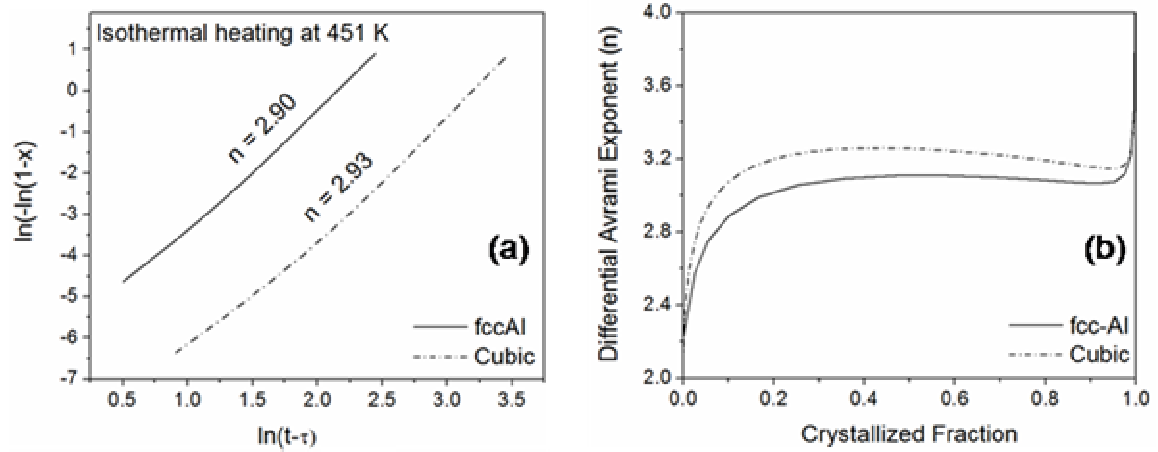 Isothermal heating at 451 K
n = 2.90
n = 2.93
(a)
fccAl
Cubic
ln(-ln(1-x)
1
0
-1
-2
-3
-4
-5
-6
-7
0.5 1.0 1.5 2.0 2.5 3.0 3.5
ln(t-τ)
Differential Avrami Exponent (n)
4.0
3.6
3.2
2.8
2.4
2.0
(b)
fcc-Al
Cubic
0.0 0.2 0.4 0.6 0.8 1.0
Crystallized Fraction